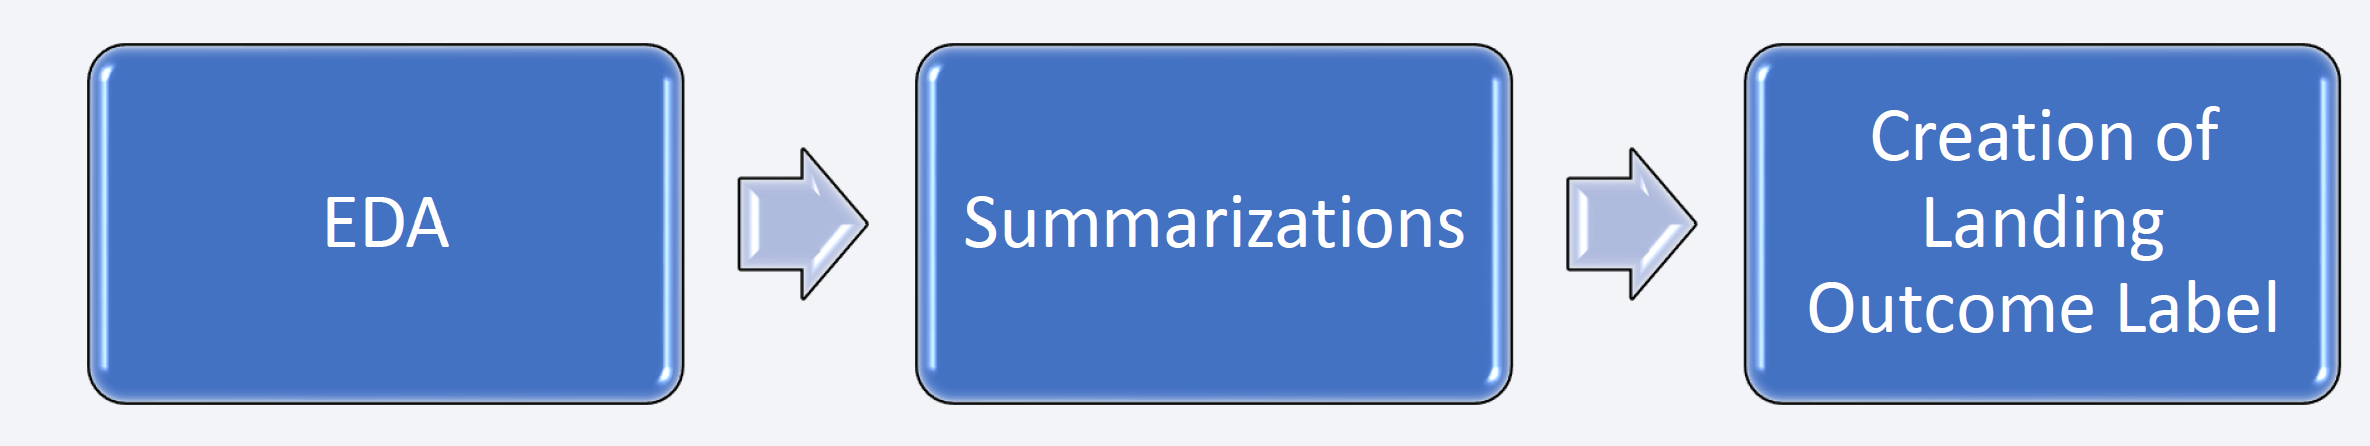 EDA
Summarizations
Creation of
Landing
Outcome Label